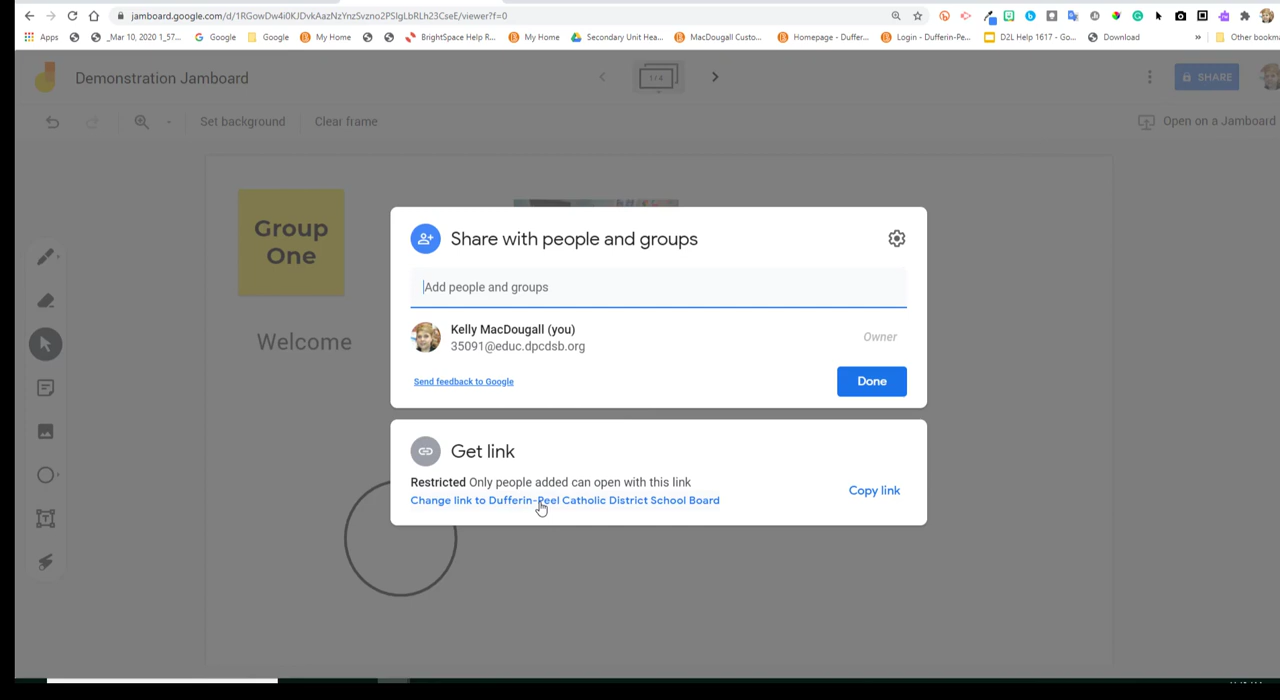 jamboard.google.com/d/1RGowDw4i0KJDvkAazNzYnzSvzno2PSIgLbRLh23CseE/viewer?f=0
Apps _Mar 10, 2020 1_57... Google Google My Home BrightSpace Help R... My Home Secondary Unit Hea... MacDougall Custo... Homepage - Duffer... Login - Dufferin-Pe... D2L Help 1617 - Go... Download » Other bookma
Demonstration Jamboard 1/4 SHARE
Set background Clear frame Open on a Jamboard
Group
One
Welcome
Share with people and groups
Add people and groups
Kelly MacDougall (you)
35091@educ.dpcdsb.org
Owner
Send feedback to Google
Done
Get link
Restricted Only people added can open with this link
Change link to Dufferin-Peel Catholic District School Board
Copy link